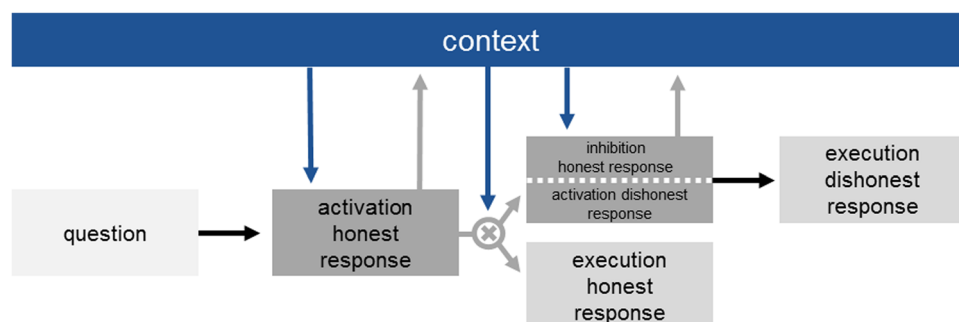 context
question
activation
honest
response
inhibition
honest response
activation dishonest
response
execution
honest
response
execution
dishonest
response